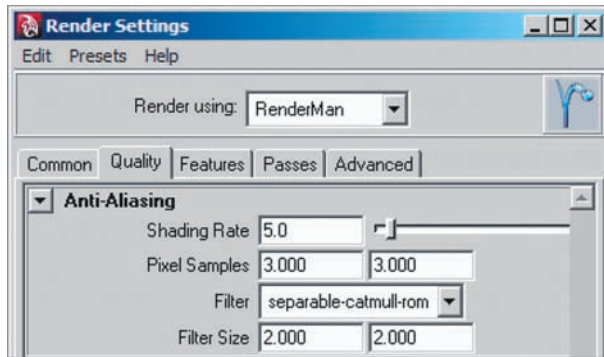 Render Settings
Edit Presets Help
Render using: RenderMan
Common Quality Features Passes Advanced
Anti-Aliasing
Shading Rate 5.0
Pixel Samples 3.000 3.000
Filter separable-catmull-rom
Filter Size 2.000 2.000